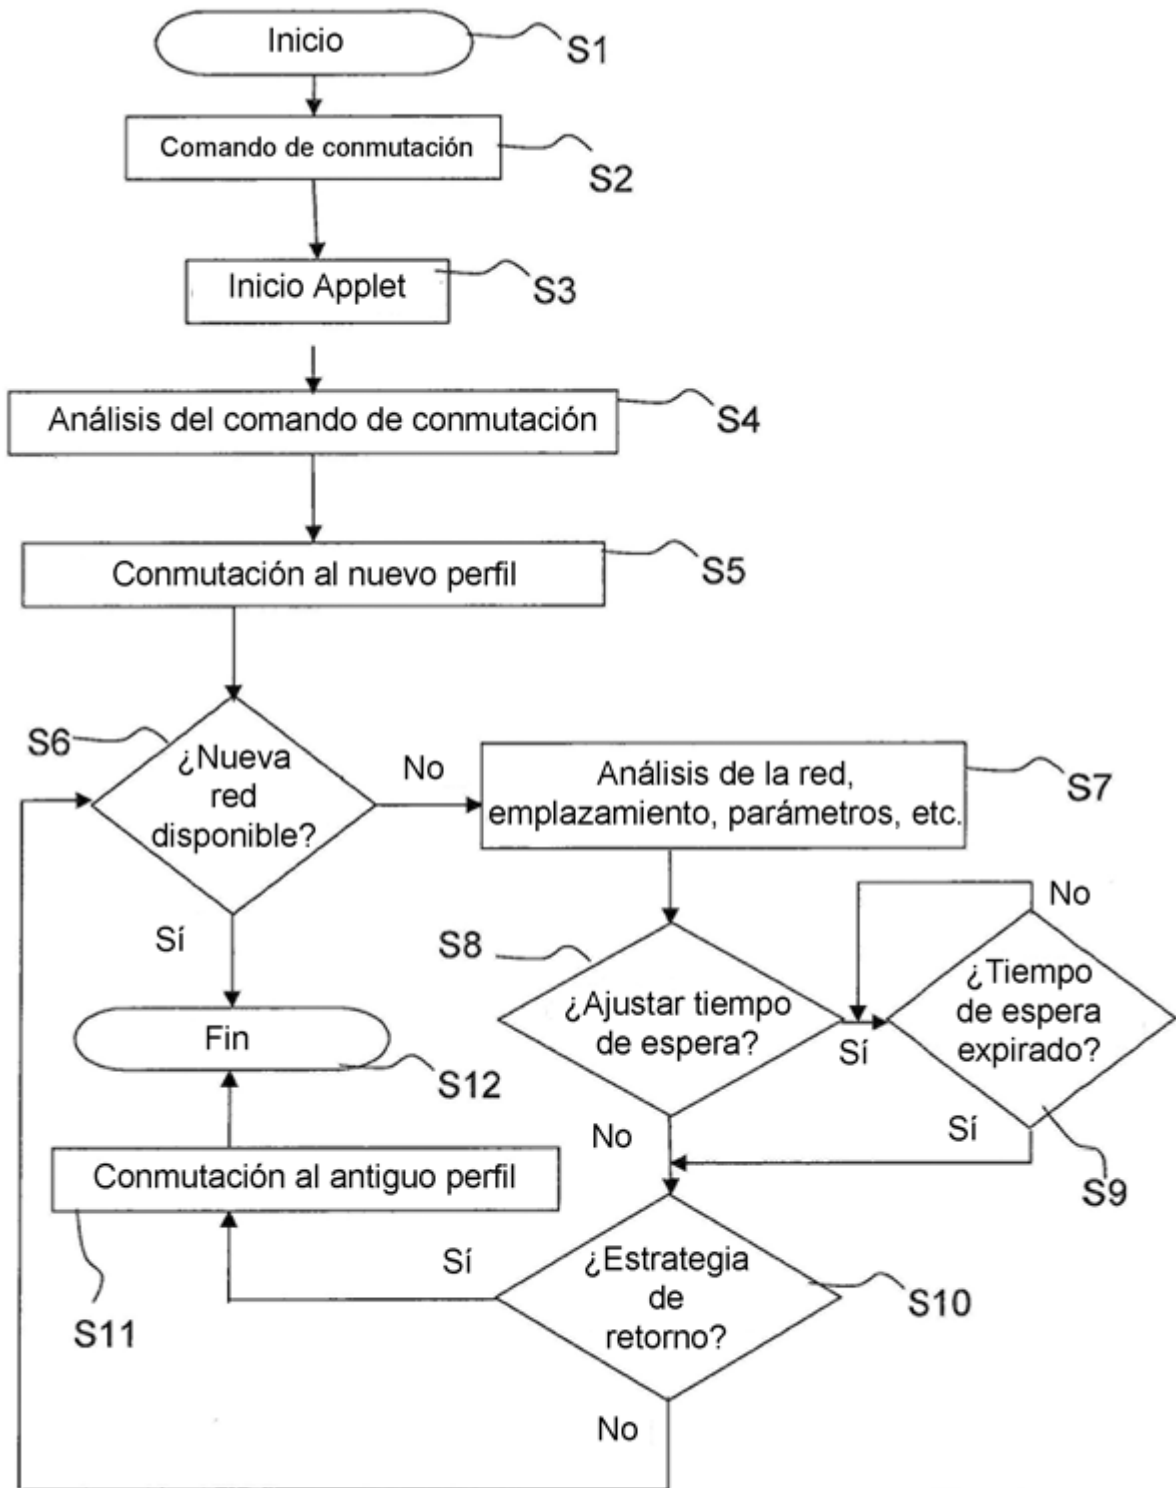 Inicio
S1
Comando de conmutación
S2
Inicio Applet
S3
Análisis del comando de conmutación
S4
Conmutación al nuevo perfil
S5
S6
¿Nueva
red
disponible?
No
Análisis de la red,
emplazamiento, parámetros, etc.
S7
Sí
S8
¿Ajustar tiempo
de espera?
Sí
No
¿Tiempo
de espera
expirado?
No
Sí
S9
Fin
S12
Conmutación al antiguo perfil
S11
Sí
¿Estrategia
de
retorno?
S10
No